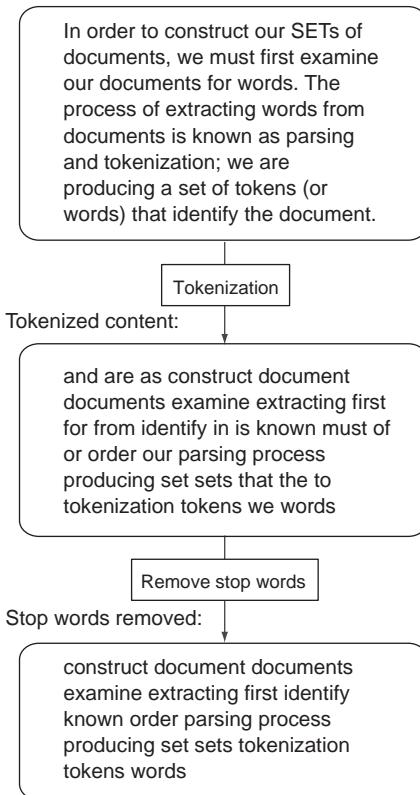 In order to construct our SETs of
documents, we must first examine
our documents for words. The
process of extracting words from
documents is known as parsing
and tokenization; we are
producing a set of tokens (or
words) that identify the document.
Tokenization
Tokenized content:
and are as construct document
documents examine extracting first
for from identify in is known must of
or order our parsing process
producing set sets that the to
tokenization tokens we words
Remove stop words
Stop words removed:
construct document documents
examine extracting first identify
known order parsing process
producing set sets tokenization
tokens words